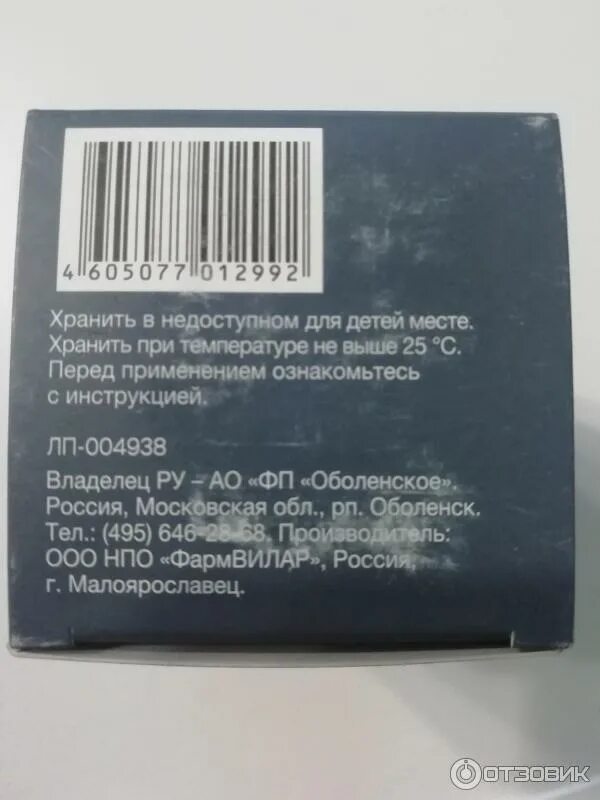 4 605077 012992
Хранить в недоступном для детей месте.
Хранить при температуре не выше 25 °C.
Перед применением ознакомьтесь
с инструкцией.
ЛП-004938
Владелец РУ – АО «ФП «Оболенское».
Россия, Московская обл., рп. Оболенск.
Тел.: (495) 646-28-68. Производитель:
ООО НПО «ФармВИЛАР», Россия,
г. Малоярославец.
ОТЗОВИК